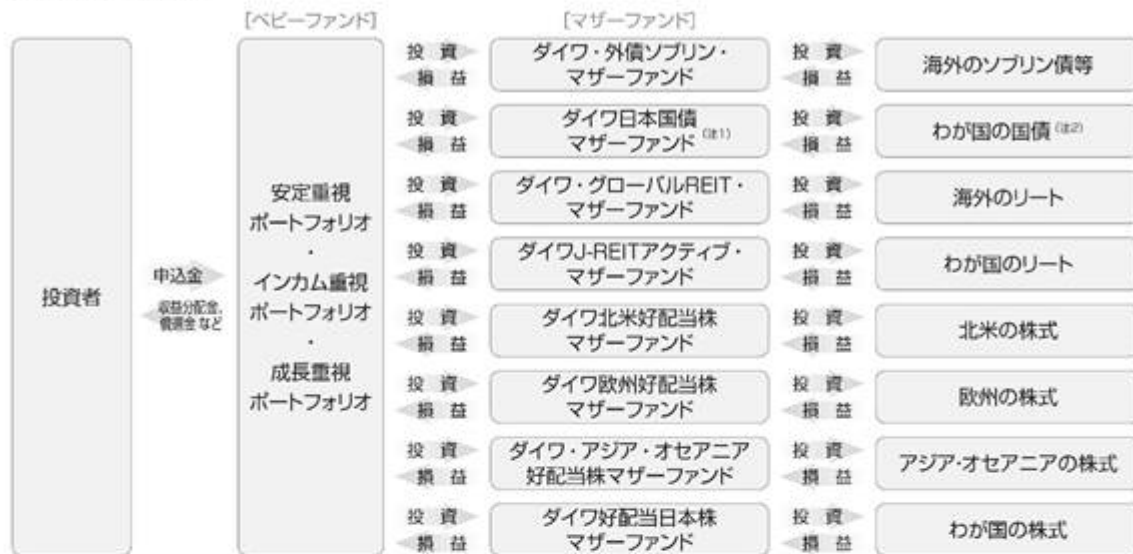 [ベビーファンド]
[マザーファンド]
投資者
申込金
収益分配金、
償還金 など
安定重視
ポートフォリオ
・
インカム重視
ポートフォリオ
・
成長重視
ポートフォリオ
投資
損益
ダイワ・外債ソブリン・
マザーファンド
投資
損益
海外のソブリン債等
投資
損益
ダイワ日本国債
マザーファンド (注1)
投資
損益
わが国の国債 (注2)
投資
損益
ダイワ・グローバルREIT・
マザーファンド
投資
損益
海外のリート
投資
損益
ダイワJ-REITアクティブ・
マザーファンド
投資
損益
わが国のリート
投資
損益
ダイワ北米好配当株
マザーファンド
投資
損益
北米の株式
投資
損益
ダイワ欧州好配当株
マザーファンド
投資
損益
欧州の株式
投資
損益
ダイワ・アジア・オセアニア
好配当株マザーファンド
投資
損益
アジア・オセアニアの株式
投資
損益
ダイワ好配当日本株
マザーファンド
投資
損益
わが国の株式